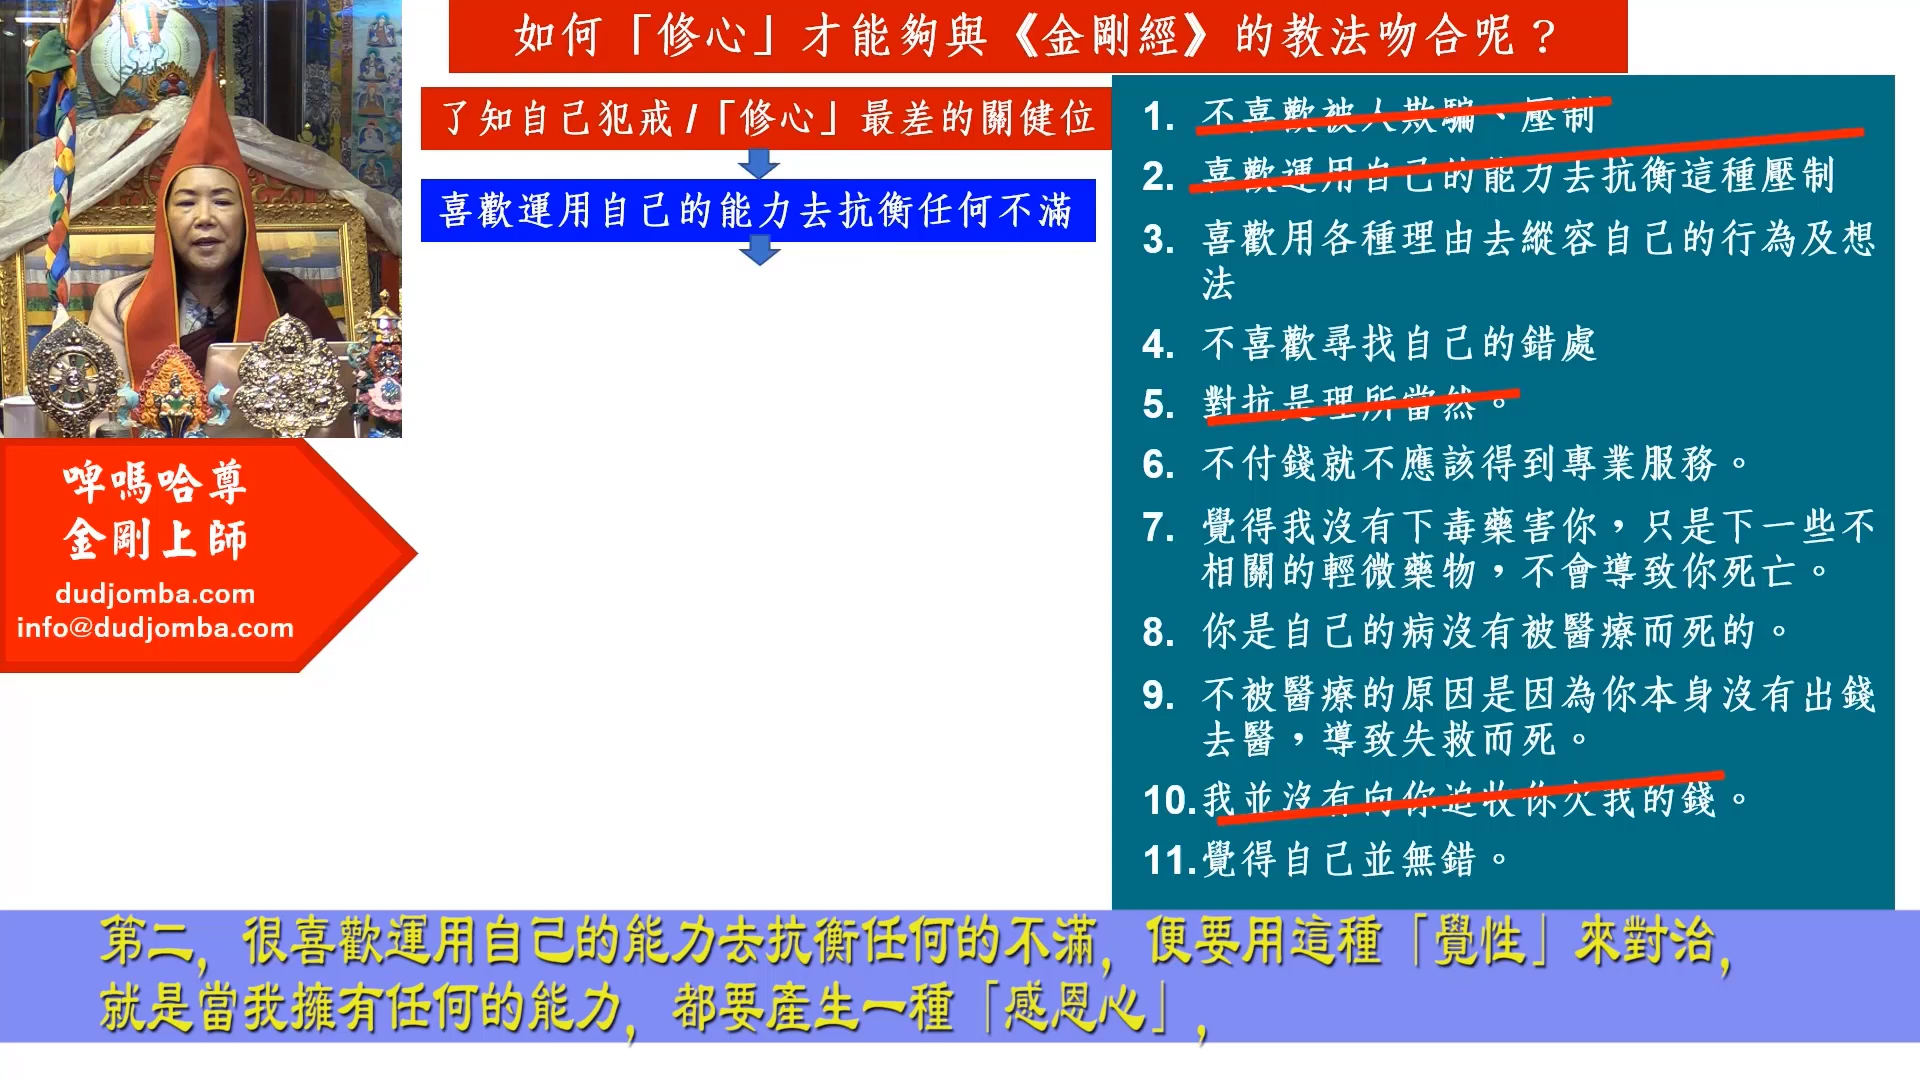 如何「修心」才能夠與《金剛經》的教法吻合呢？
了知自己犯戒/「修心」最差的關健位
喜歡運用自己的能力去抗衡任何不滿
1. 不喜歡被人欺騙、壓制
2. 喜歡運用自己的能力去抗衡這種壓制
3. 喜歡用各種理由去縱容自己的行為及想
法
4. 不喜歡尋找自己的錯處
5. 對抗是理所當然。
6. 不付錢就不應該得到專業服務。
7. 覺得我沒有下毒藥害你，只是下一些不
相關的輕微藥物，不會導致你死亡。
8. 你是自己的病沒有被醫療而死的。
9. 不被醫療的原因是因為你本身沒有出錢
去醫，導致失救而死。
10.我並沒有向你追收你欠我的錢。
11.覺得自己並無錯。
啤嗎哈尊
金剛上師
dudjomba.com
info@dudjomba.com
第二，很喜歡運用自己的能力去抗衡任何的不滿，便要用這種「覺性」來對治，
就是當我擁有任何的能力，都要產生一種「感恩心」，